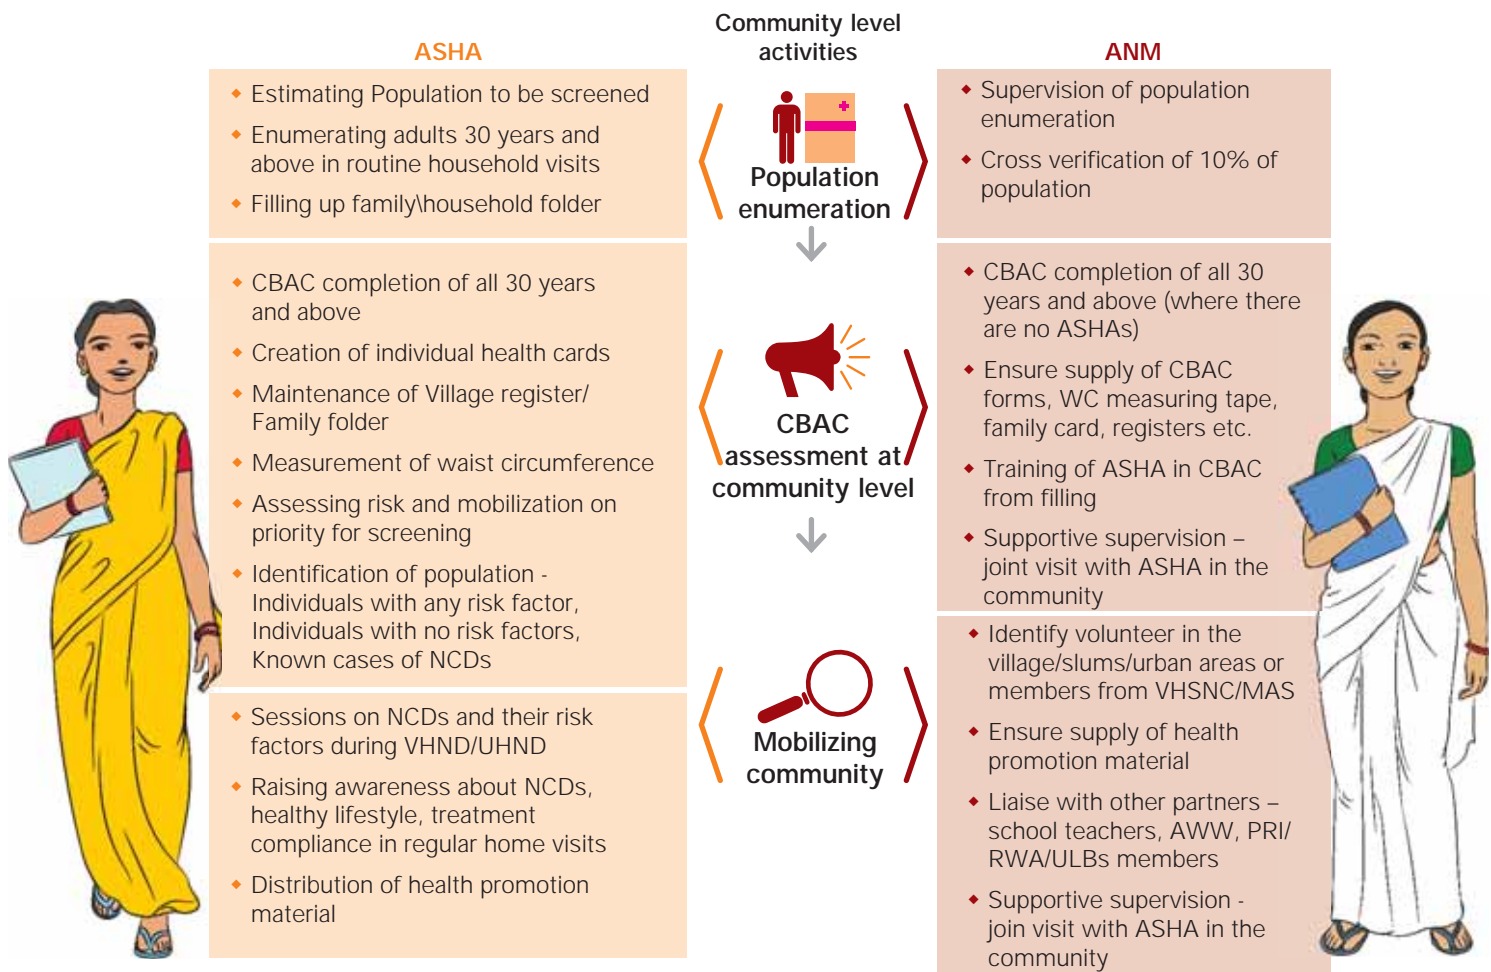 Community level
activities
ASHA
◆ Estimating Population to be screened
◆ Enumerating adults 30 years and
above in routine household visits
◆ Filling up family\household folder
◆ CBAC completion of all 30 years
and above
◆ Creation of individual health cards
◆ Maintenance of Village register/
Family folder
◆ Measurement of waist circumference
◆ Assessing risk and mobilization on
priority for screening
◆ Identification of population -
Individuals with any risk factor,
Individuals with no risk factors,
Known cases of NCDs
◆ Sessions on NCDs and their risk
factors during VHND/UHND
◆ Raising awareness about NCDs,
healthy lifestyle, treatment
compliance in regular home visits
◆ Distribution of health promotion
material
Population
enumeration
CBAC
assessment at
community level
Mobilizing
community
ANM
◆ Supervision of population
enumeration
◆ Cross verification of 10% of
population
◆ CBAC completion of all 30
years and above (where there
are no ASHAs)
◆ Ensure supply of CBAC
forms, WC measuring tape,
family card, registers etc.
◆ Training of ASHA in CBAC
from filling
◆ Supportive supervision –
joint visit with ASHA in the
community
◆ Identify volunteer in the
village/slums/urban areas or
members from VHSNC/MAS
◆ Ensure supply of health
promotion material
◆ Liaise with other partners –
school teachers, AWW, PRI/
RWA/ULBs members
◆ Supportive supervision -
join visit with ASHA in the
community